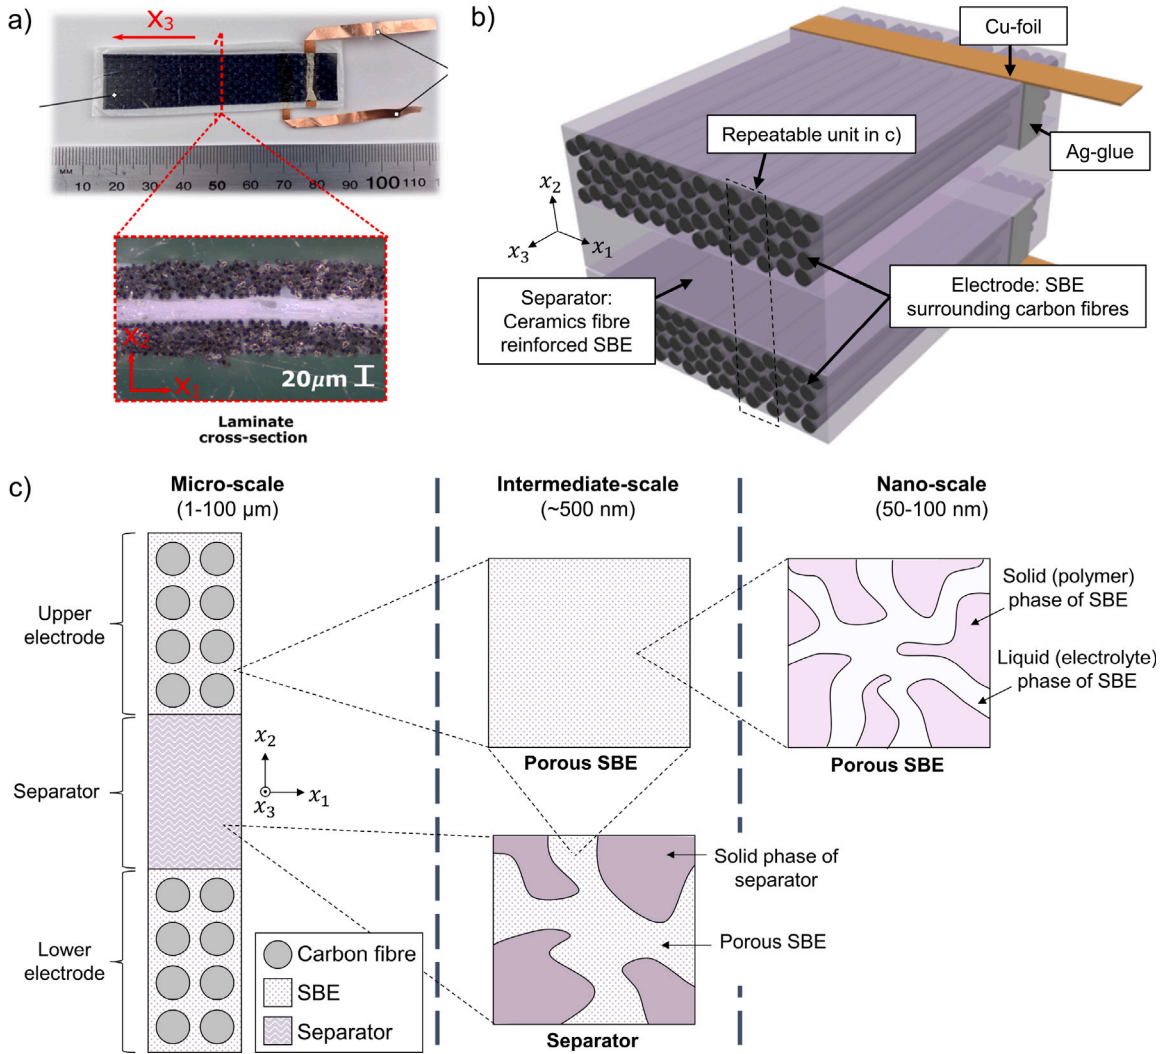 a)
X3
MM
10 20 30 40 50 60 70 80 90 100 110
X2
X1
20μm
Laminate
cross-section
b)
Cu-foil
Repeatable unit in c)
Ag-glue
x2
x3
x1
Separator:
Ceramics fibre
reinforced SBE
Electrode: SBE
surrounding carbon fibres
c)
Micro-scale
(1-100 μm)
Intermediate-scale
(~500 nm)
Nano-scale
(50-100 nm)
Upper
electrode
Separator
Lower
electrode
x2
x1
x3
Carbon fibre
SBE
Separator
Porous SBE
Solid phase of
separator
Porous SBE
Separator
Solid (polymer)
phase of SBE
Liquid (electrolyte)
phase of SBE
Porous SBE